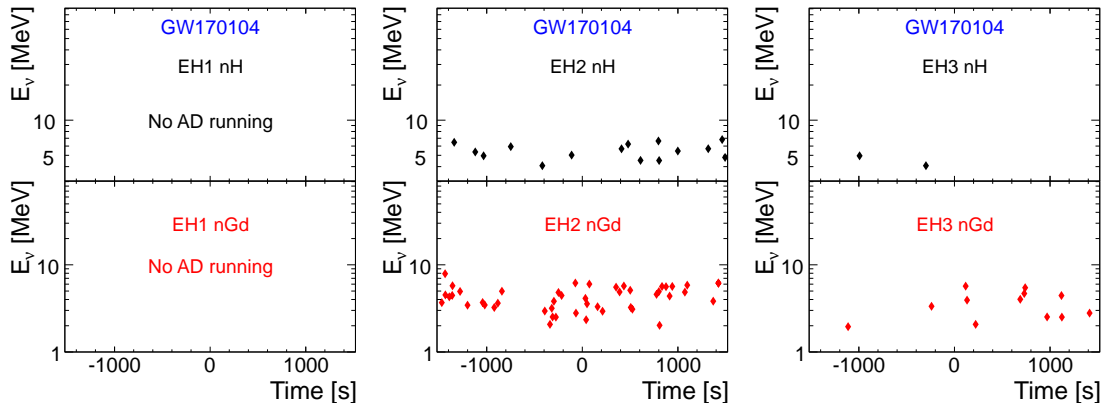 GW170104
EH1 nH
No AD running
E_ν [MeV]
10
5
EH1 nGd
No AD running
E_ν [MeV]
10
1
-1000 0 1000
Time [s]
GW170104
EH2 nH
E_ν [MeV]
10
5
EH2 nGd
E_ν [MeV]
10
1
-1000 0 1000
Time [s]
GW170104
EH3 nH
E_ν [MeV]
10
5
EH3 nGd
E_ν [MeV]
10
1
-1000 0 1000
Time [s]